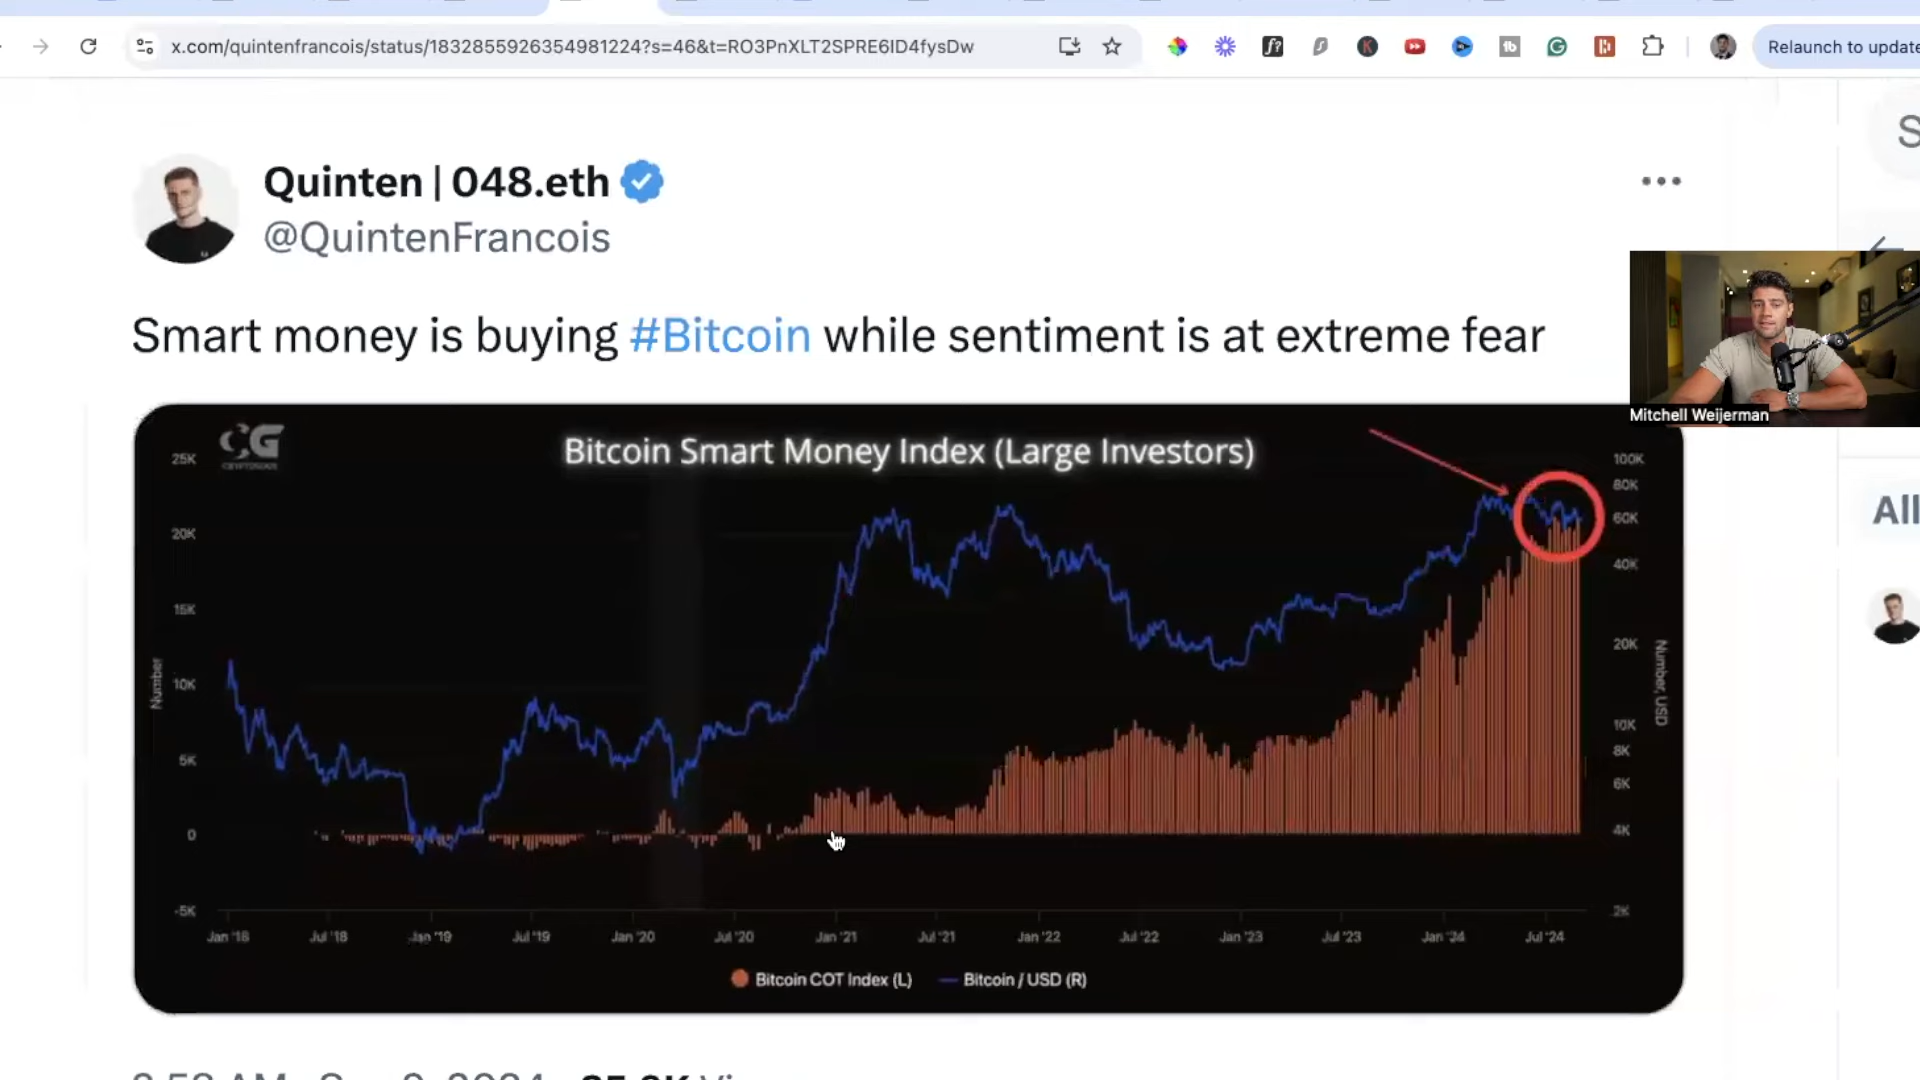 x.com/quintenfrancois/status/1832855926354981224?s=46&t=RO3PnXLT2SPRE6ID4fysDw
Relaunch to update
Quinten | 048.eth
@QuintenFrancois
Smart money is buying #Bitcoin while sentiment is at extreme fear
Mitchell Weijerman
All
CG
Bitcoin Smart Money Index (Large Investors)
25K
20K
15K
10K
5K
0
-5K
Number
100K
80K
60K
40K
20K
10K
8K
6K
4K
2K
Number, USD
Jan '18 Jul '18 Jan '19 Jul '19 Jan '20 Jul '20 Jan '21 Jul '21 Jan '22 Jul '22 Jan '23 Jul '23 Jan '24 Jul '24
Bitcoin COT Index (L) Bitcoin / USD (R)